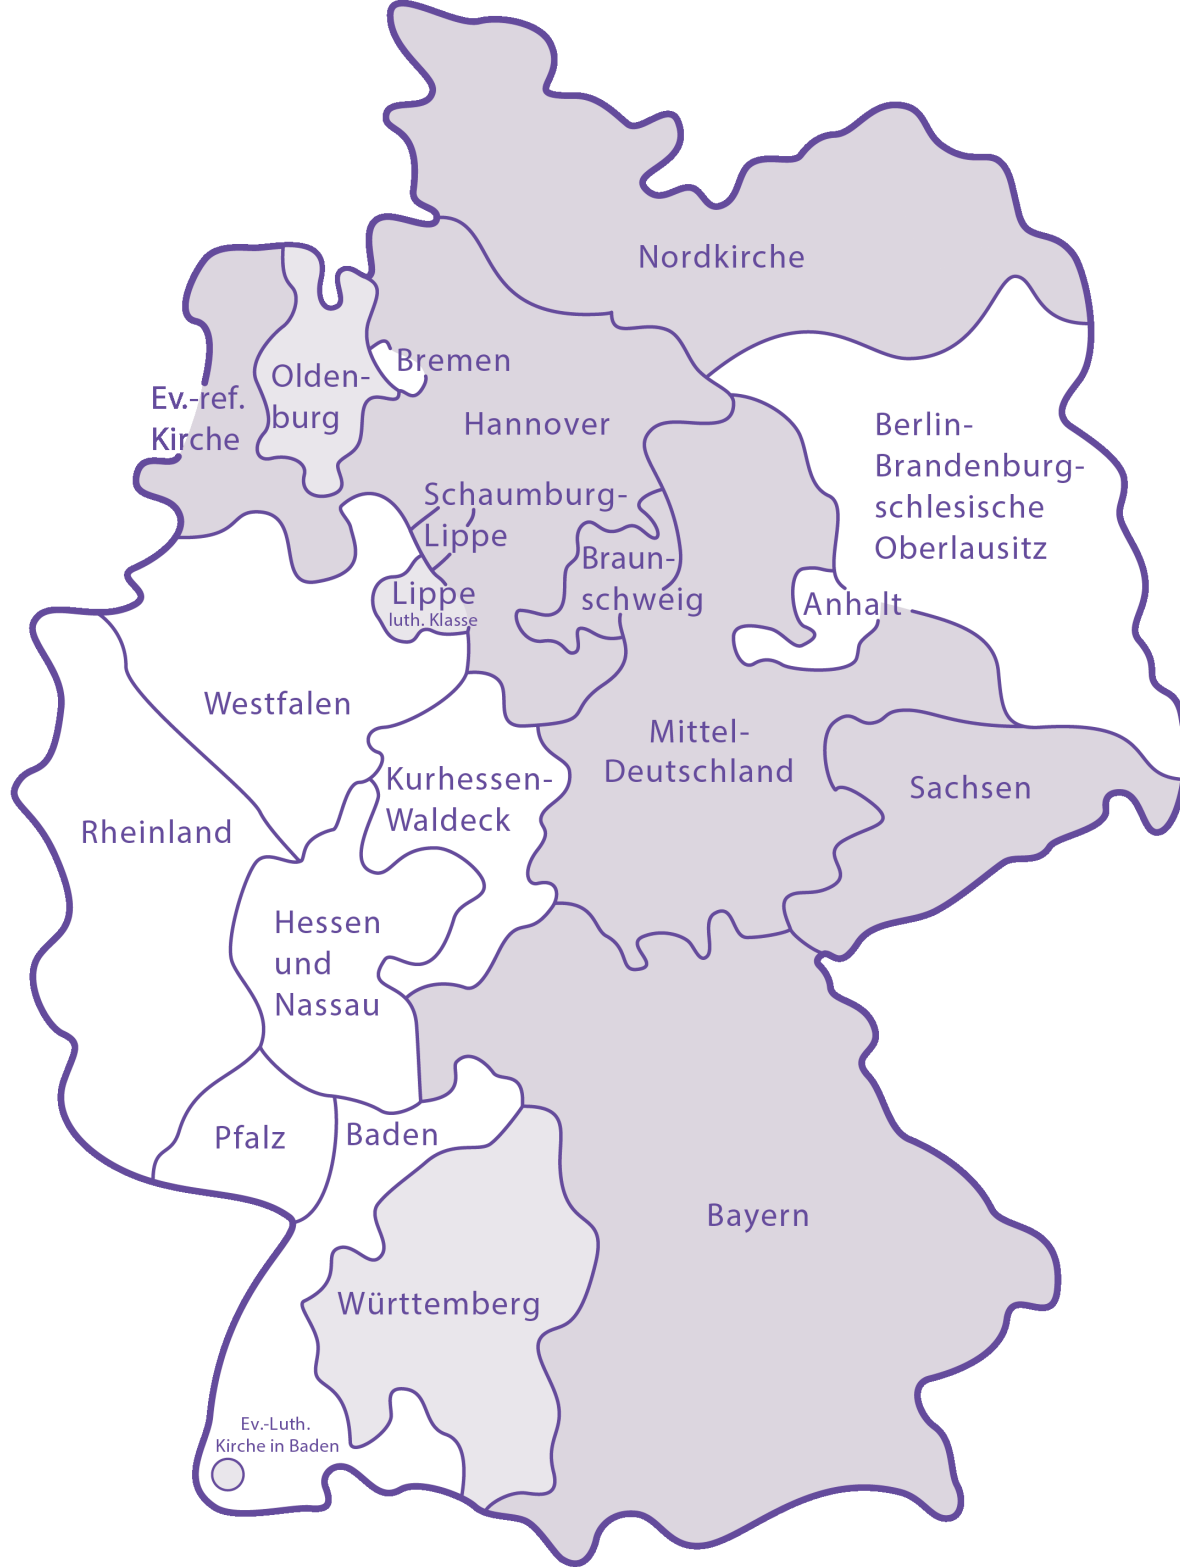 Nordkirche
Bremen
Olden-
burg
Ev.-ref.
Kirche
Hannover
Berlin-
Brandenburg-
schlesische
Oberlausitz
Schaumburg-
Lippe
Braun-
schweig
Lippe
luth. Klasse
Anhalt
Westfalen
Mittel-
Deutschland
Kurhessen-
Waldeck
Sachsen
Rheinland
Hessen
und
Nassau
Pfalz
Baden
Bayern
Württemberg
Ev.-Luth.
Kirche in Baden